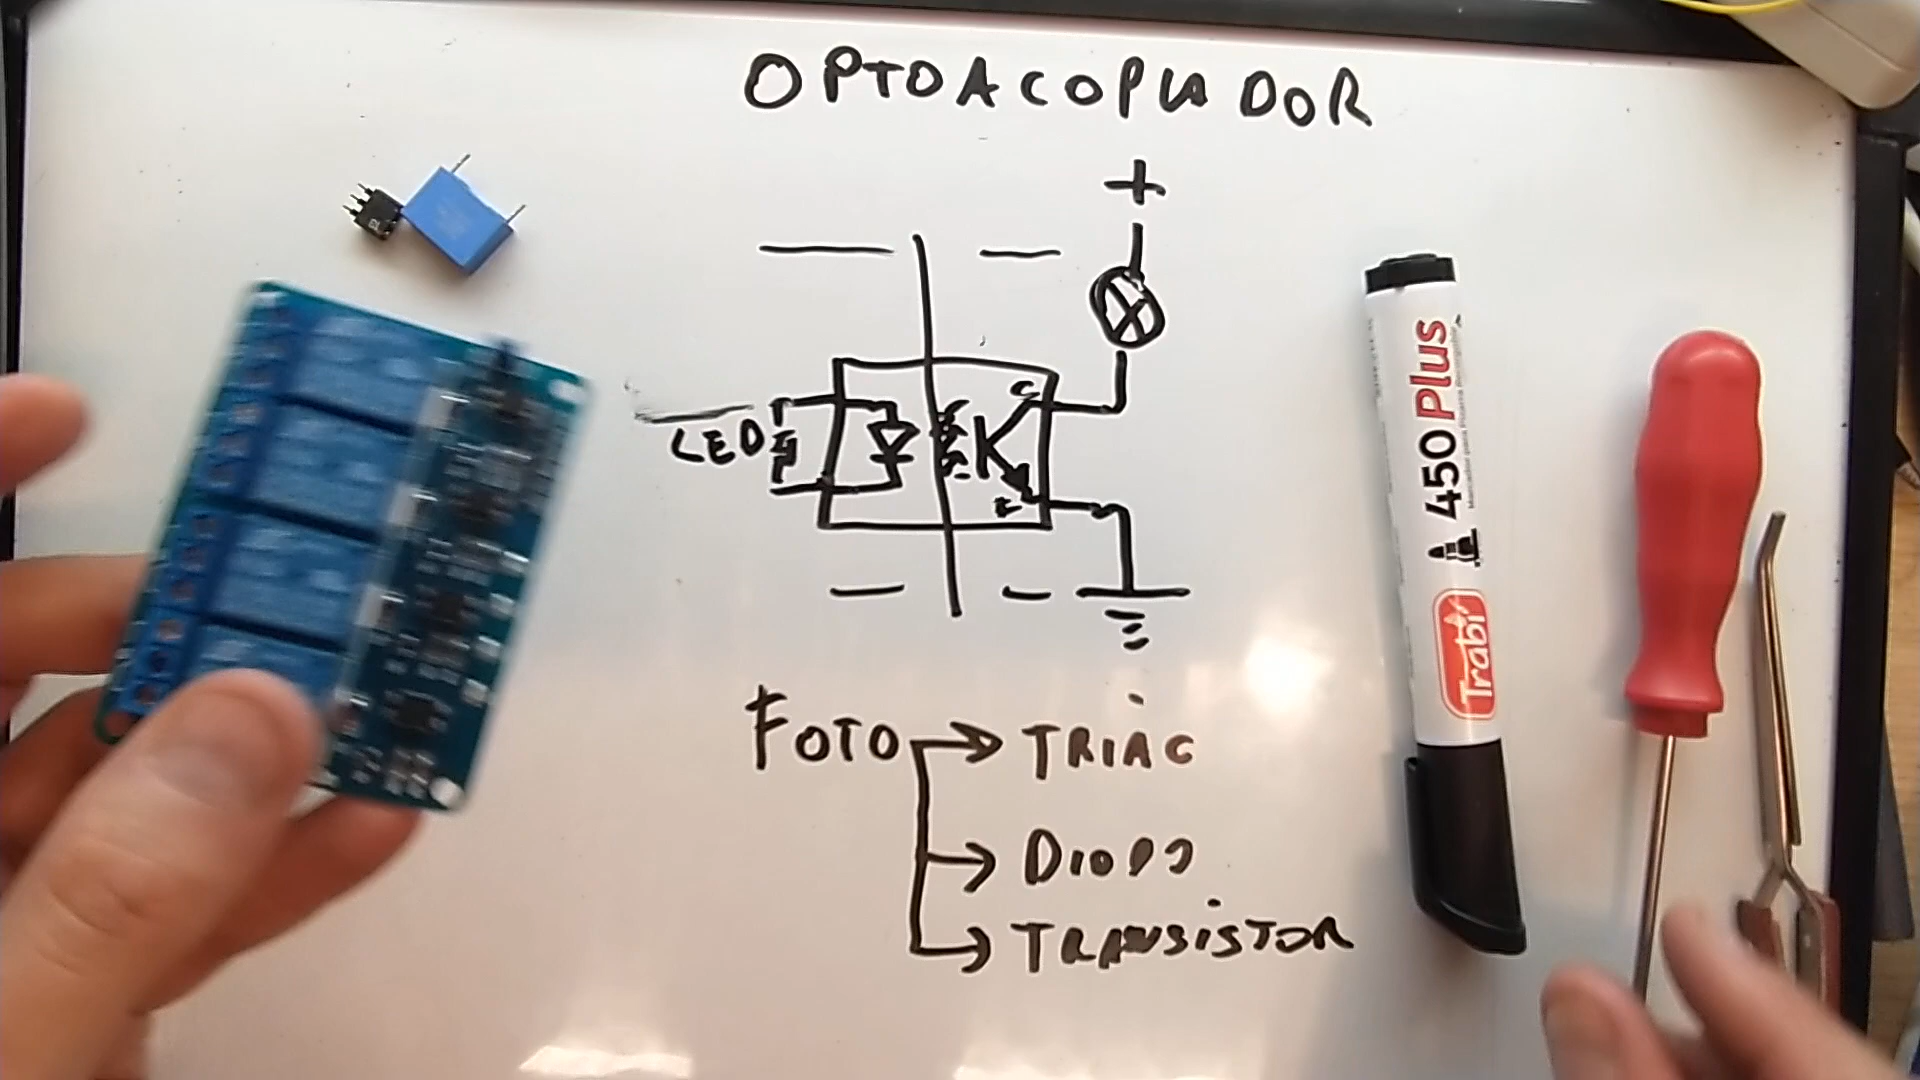 OPTOACOPLADOR
+
C
LED
E
FOTO → TRIAC
→ DIODO
→ TRANSISTOR
450 Plus
Trabi